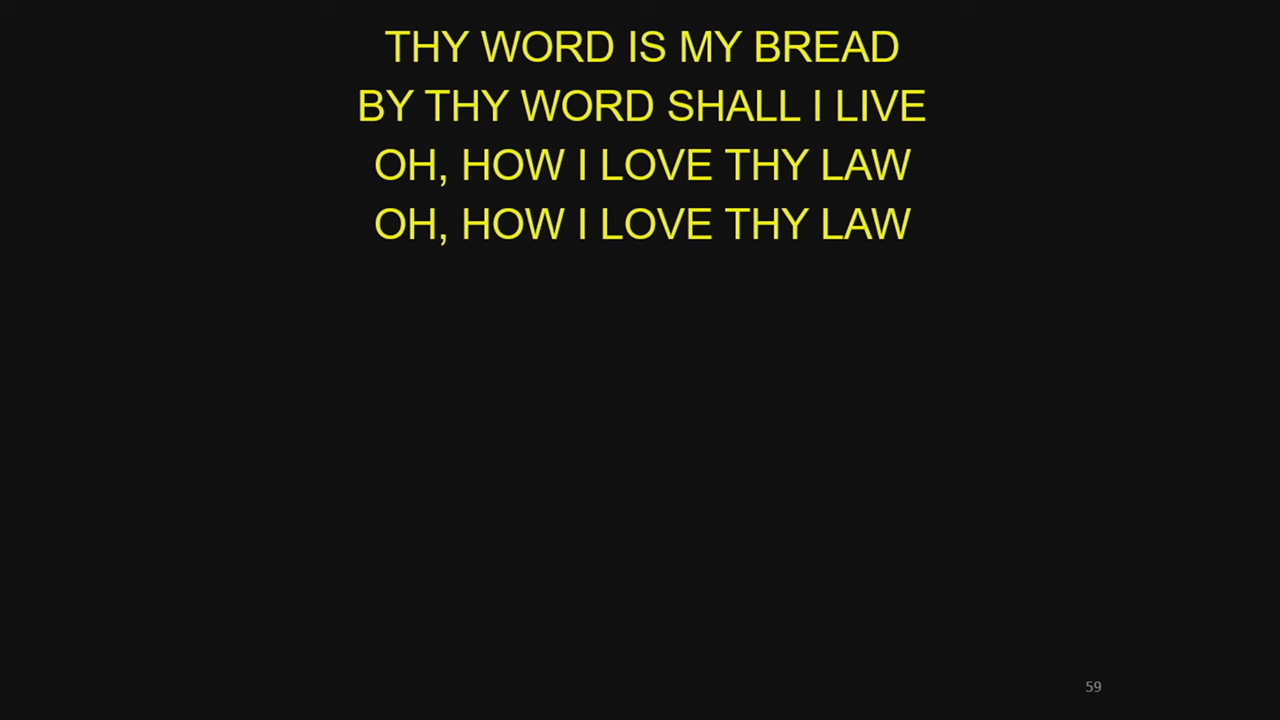 THY WORD IS MY BREAD
BY THY WORD SHALL I LIVE
OH, HOW I LOVE THY LAW
OH, HOW I LOVE THY LAW
59